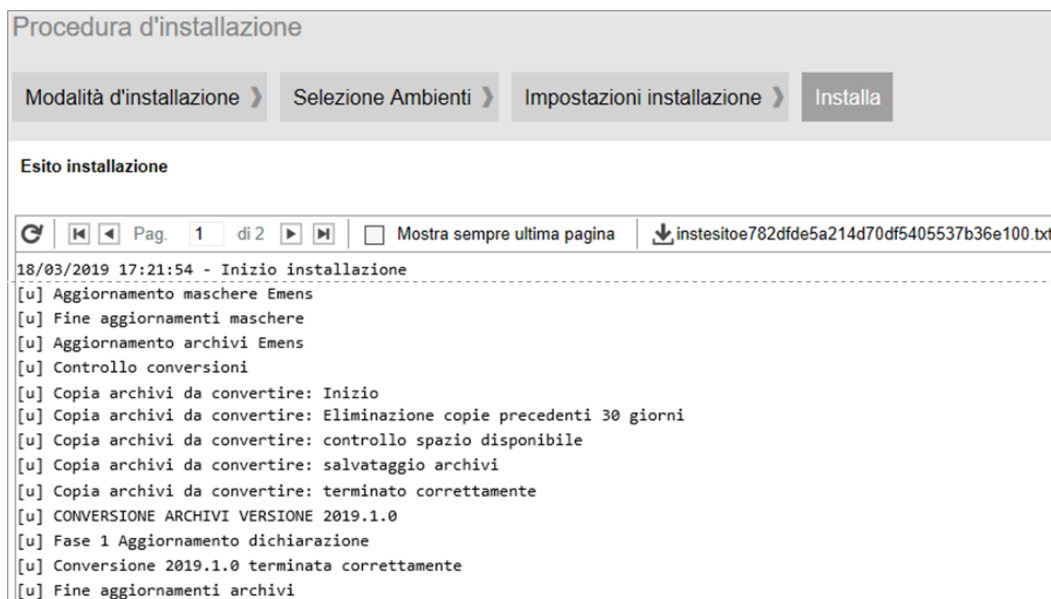 Procedura d'installazione
Modalità d'installazione ❱ Selezione Ambienti ❱ Impostazioni installazione ❱ Installa
Esito installazione
Pag. 1 di 2 Mostra sempre ultima pagina instesitoe782dfde5a214d70df5405537b36e100.txt
18/03/2019 17:21:54 - Inizio installazione
[u] Aggiornamento maschere Emens
[u] Fine aggiornamenti maschere
[u] Aggiornamento archivi Emens
[u] Controllo conversioni
[u] Copia archivi da convertire: Inizio
[u] Copia archivi da convertire: Eliminazione copie precedenti 30 giorni
[u] Copia archivi da convertire: controllo spazio disponibile
[u] Copia archivi da convertire: salvataggio archivi
[u] Copia archivi da convertire: terminato correttamente
[u] CONVERSIONE ARCHIVI VERSIONE 2019.1.0
[u] Fase 1 Aggiornamento dichiarazione
[u] Conversione 2019.1.0 terminata correttamente
[u] Fine aggiornamenti archivi